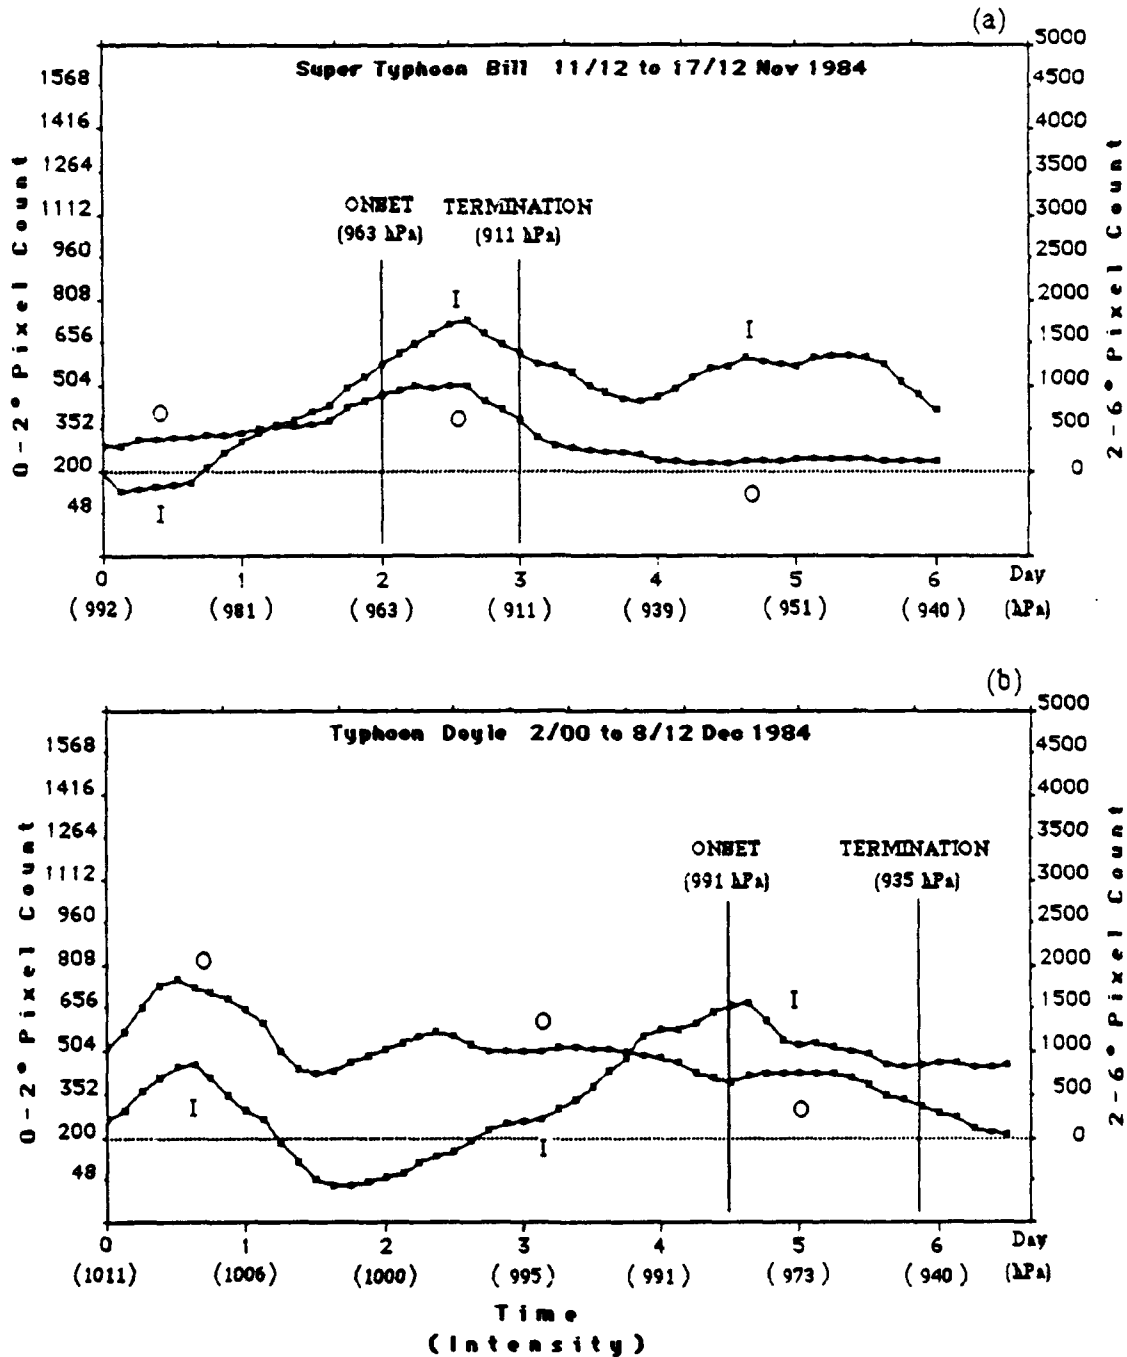 (a)
Super Typhoon Bill 11/12 to 17/12 Nov 1984
5000
1568 4500
1416 4000
1264 3500
1112 3000
960 2500
808 2000
656 1500
504 1000
352 500
200 0
48
0-2° Pixel Count
2-6° Pixel Count
ONSET TERMINATION
(963 hPa) (911 hPa)
I I
O O
I O
0 1 2 3 4 5 6 Day
(992) (981) (963) (911) (939) (951) (940) (hPa)
(b)
Typhoon Doyle 2/00 to 8/12 Dec 1984
5000
1568 4500
1416 4000
1264 3500
1112 3000
960 2500
808 2000
656 1500
504 1000
352 500
200 0
48
0-2° Pixel Count
2-6° Pixel Count
ONSET TERMINATION
(991 hPa) (935 hPa)
O I
O
I O
I
0 1 2 3 4 5 6 Day
(1011) (1006) (1000) (995) (991) (973) (940) (hPa)
Time
(Intensity)